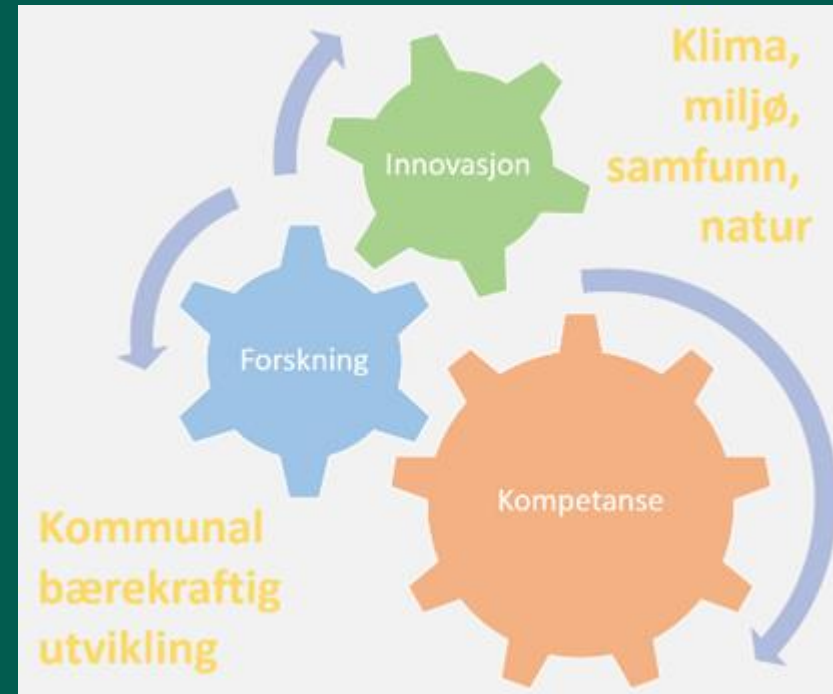 Klima,
miljø,
samfunn,
natur
Innovasjon
Forskning
Kompetanse
Kommunal
bærekraftig
utvikling